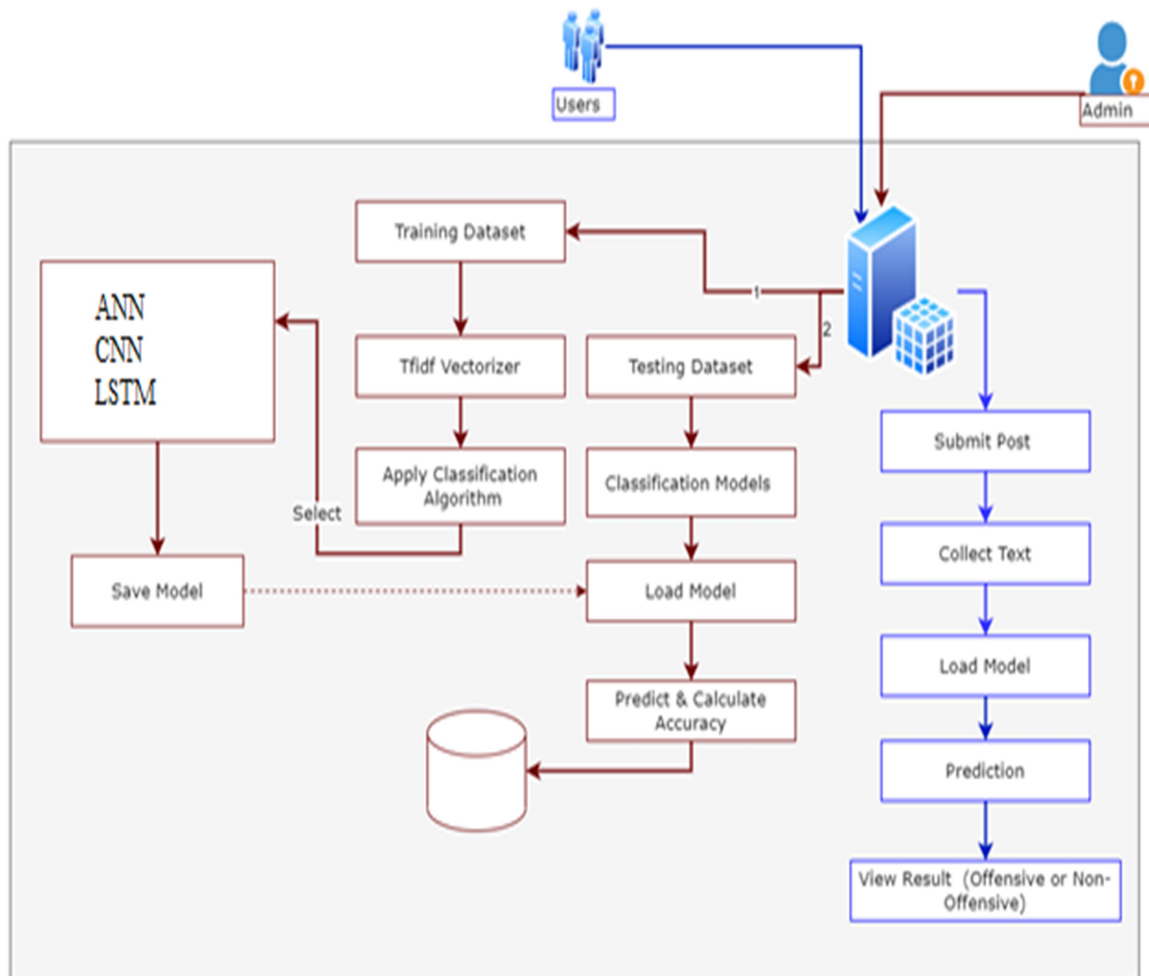 Users
Admin
Training Dataset
1
2
ANN
CNN
LSTM
Tfidf Vectorizer
Testing Dataset
Submit Post
Apply Classification
Algorithm
Classification Models
Select
Collect Text
Save Model
Load Model
Load Model
Predict & Calculate
Accuracy
Prediction
View Result (Offensive or Non-
Offensive)